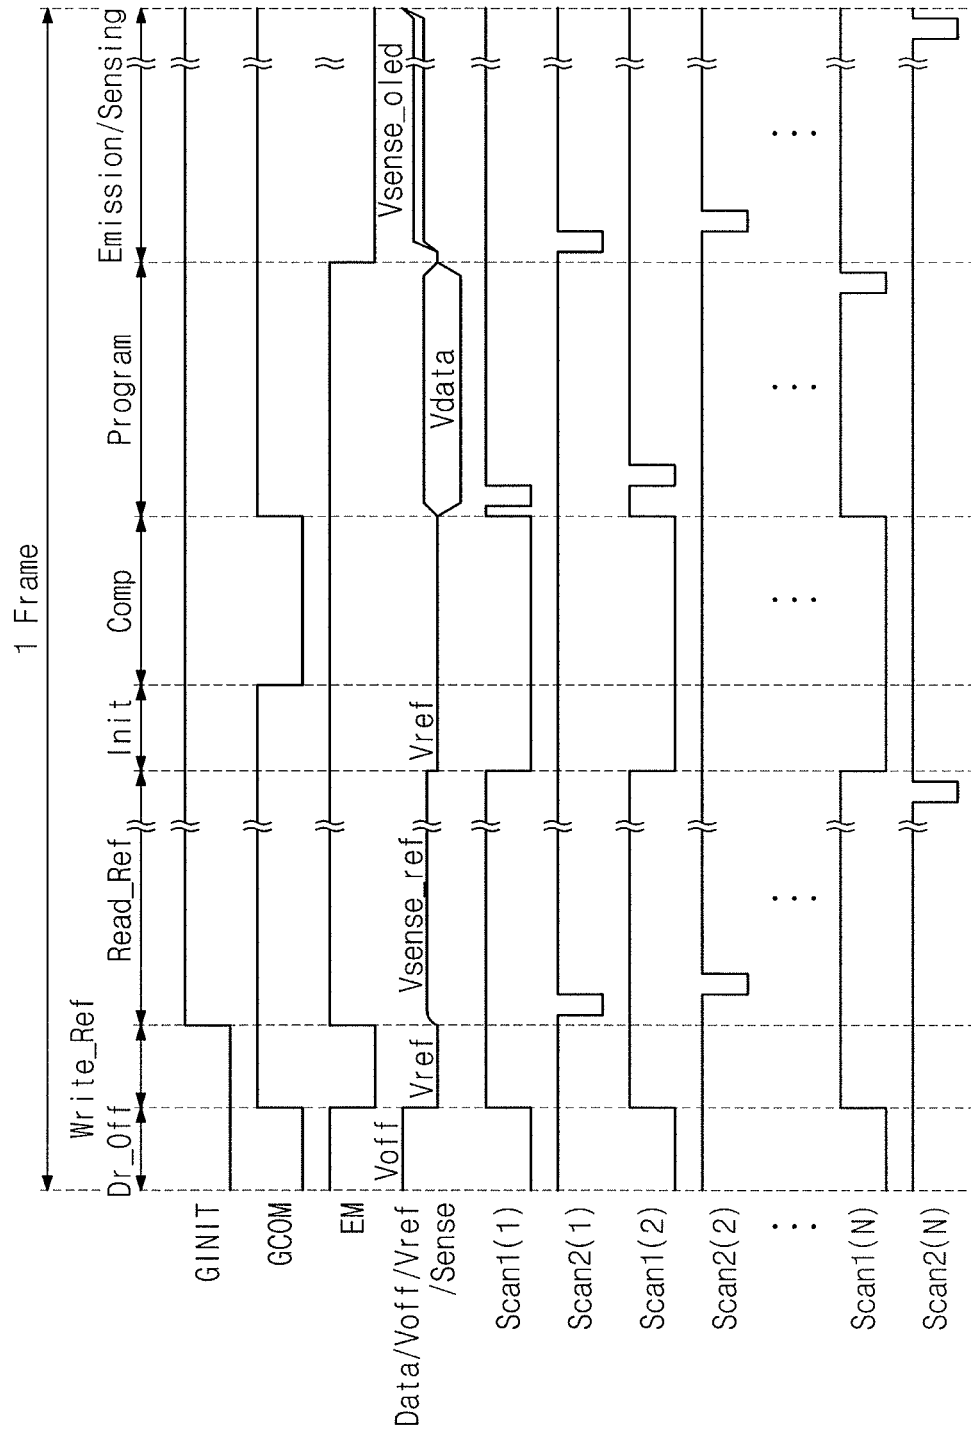 1 Frame
Dr_Off
Write_Ref
Read_Ref
Init
Comp
Program
Emission/Sensing
GINIT
GCOM
EM
Data/Voff/Vref
/Sense
Voff
Vref
Vsense_ref
Vref
Vdata
Vsense_oled
Scan1(1)
Scan2(1)
Scan1(2)
Scan2(2)
...
...
...
...
...
Scan1(N)
Scan2(N)